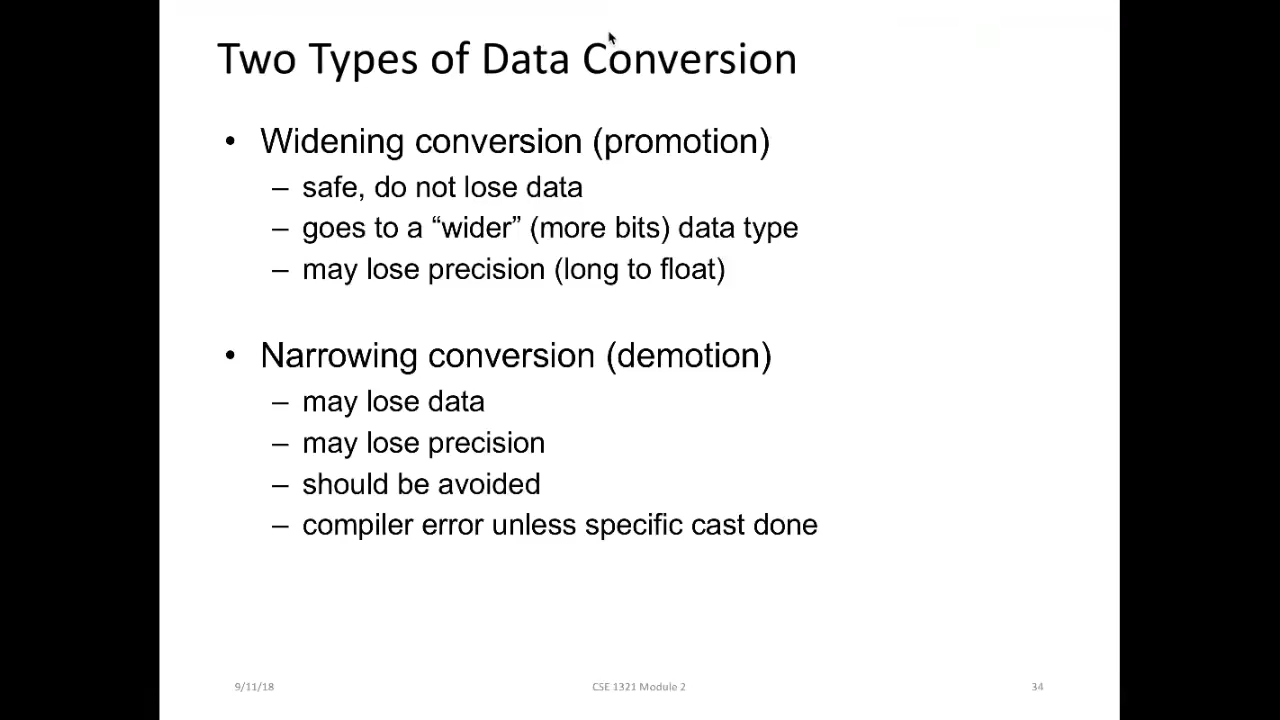 Two Types of Data Conversion
• Widening conversion (promotion)
– safe, do not lose data
– goes to a “wider” (more bits) data type
– may lose precision (long to float)
• Narrowing conversion (demotion)
– may lose data
– may lose precision
– should be avoided
– compiler error unless specific cast done
9/11/18 CSE 1321 Module 2 34